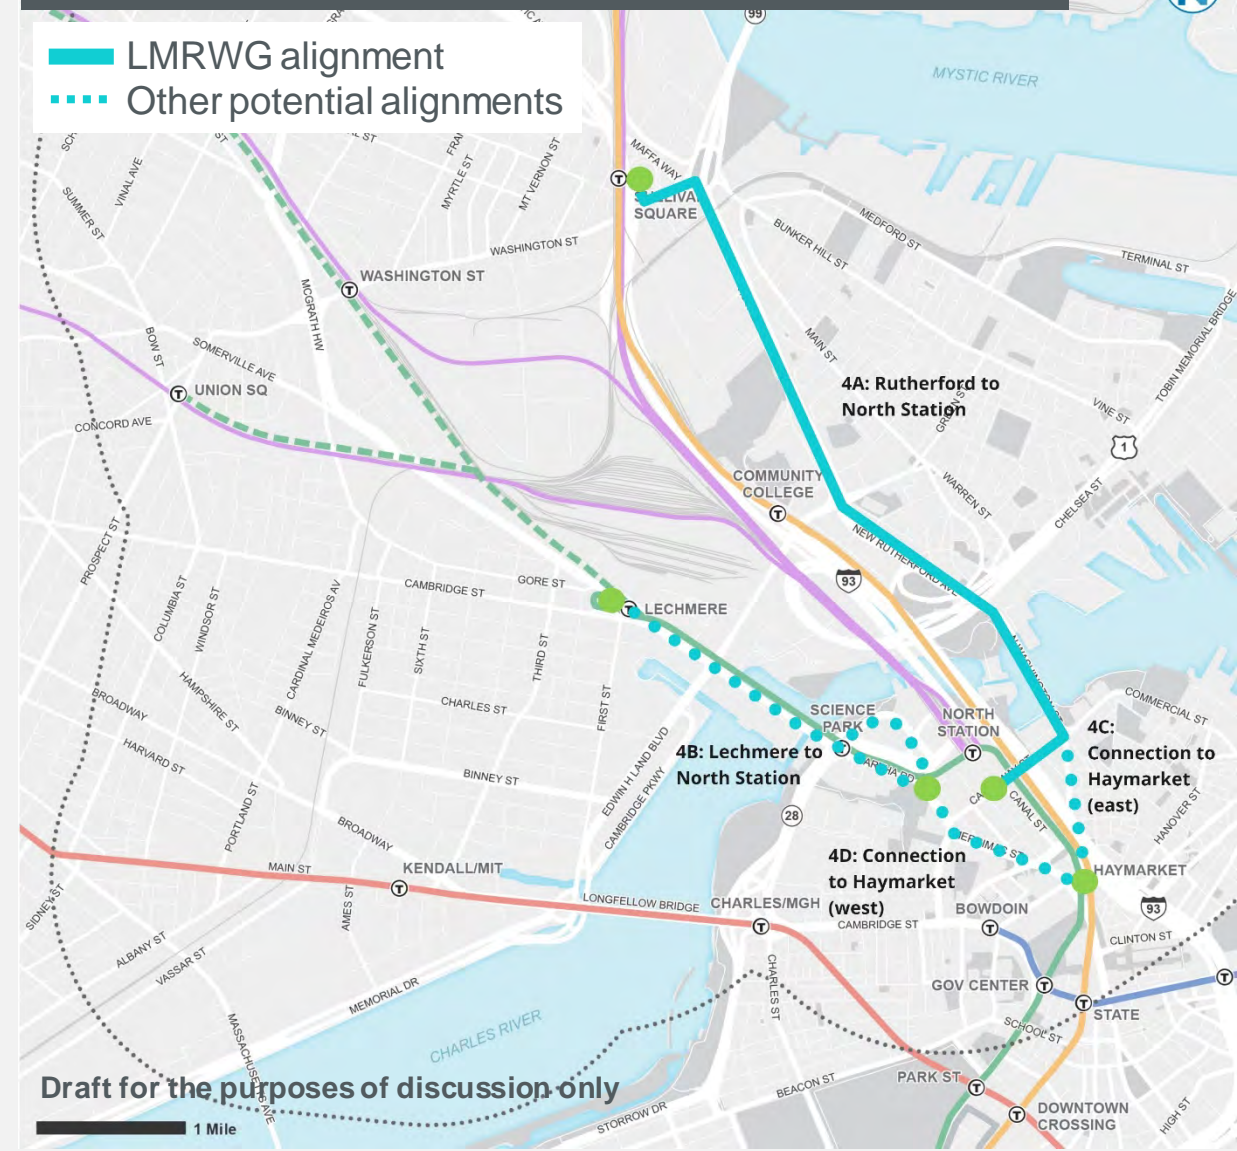 N
99
LMRWG alignment
Other potential alignments
MYSTIC RIVER
MAFFA WAY
SULLIVAN
SQUARE
MYRTLE ST
MT VERNON ST
VINAL AVE
SUMMER ST
WASHINGTON ST
MEDFORD ST
BUNKER HILL ST
TERMINAL ST
TOBIN MEMORIAL BRIDGE
T
WASHINGTON ST
MCGRATH HW
BOW ST
SOMERVILLE AVE
MAIN ST
4A: Rutherford to
North Station
UNION SQ
CONCORD AVE
VINE ST
1
COMMUNITY
COLLEGE
WARREN ST
CHELSEA ST
NEW RUTHERFORD AVE
93
PROSPECT ST
COLUMBIA ST
WINDSOR ST
CARDINAL MEDEIROS AV
CAMBRIDGE ST
GORE ST
LECHMERE
FULKERSON ST
SIXTH ST
THIRD ST
FIRST ST
N WASHINGTON ST
COMMERCIAL ST
BROADWAY
HAMPSHIRE ST
BINNEY ST
CHARLES ST
HARVARD ST
SCIENCE
PARK
NORTH
STATION
4B: Lechmere to
North Station
4C:
Connection to
Haymarket
(east)
EDWIN H LAND BLVD
CAMBRIDGE PKWY
BINNEY ST
PORTLAND ST
BROADWAY
28
CANAL ST
MERRIMAC ST
HANOVER ST
4D: Connection
to Haymarket
(west)
HAYMARKET
MAIN ST
KENDALL/MIT
LONGFELLOW BRIDGE
CHARLES/MGH
CAMBRIDGE ST
BOWDOIN
93
CLINTON ST
SIDNEY ST
ALBANY ST
VASSAR ST
AMES ST
MEMORIAL DR
CHARLES ST
GOV CENTER
STATE
SCHOOL ST
MASSACHUSETTS AVE
CHARLES RIVER
Draft for the purposes of discussion only
STORROW DR
BEACON ST
PARK ST
DOWNTOWN
CROSSING
HIGH ST
1 Mile